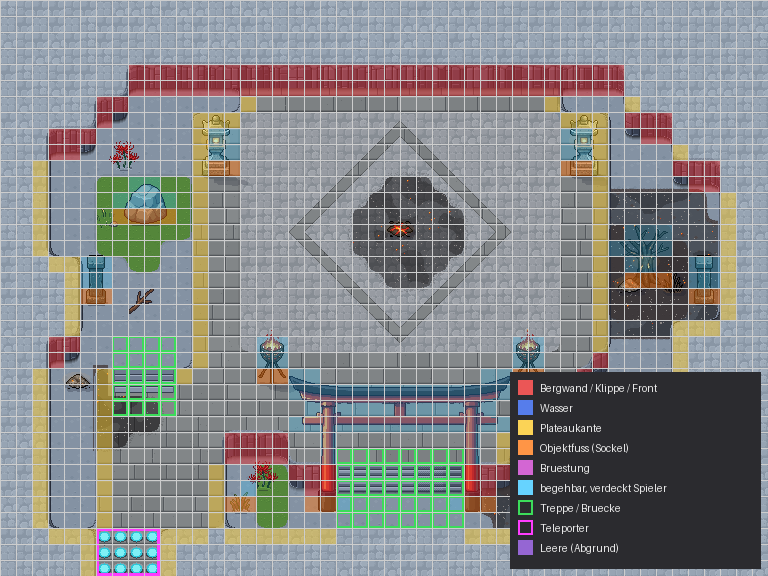 Bergwand / Klippe / Front
Wasser
Plateaukante
Objektfuss (Sockel)
Bruestung
begehbar, verdeckt Spieler
Treppe / Bruecke
Teleporter
Leere (Abgrund)